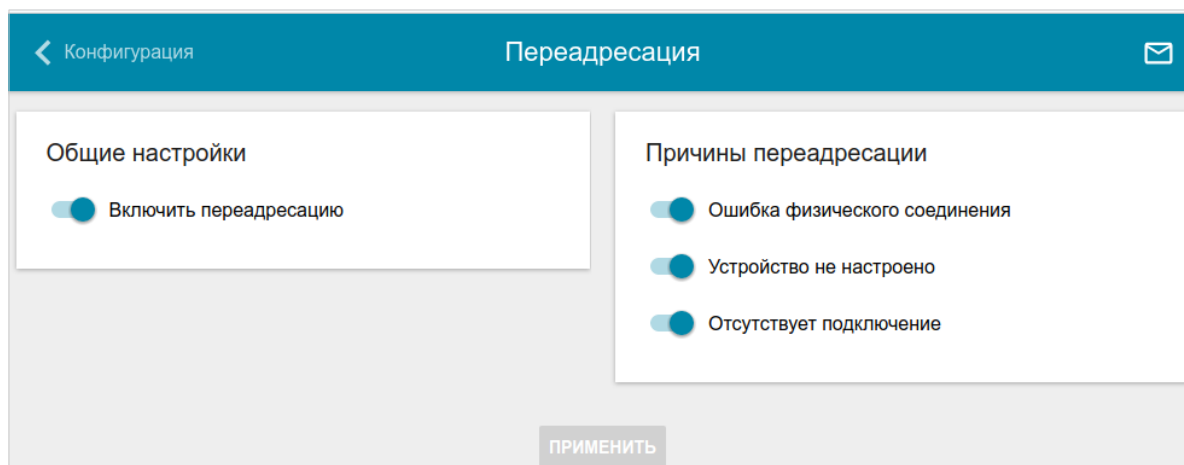 Конфигурация
Переадресация
Общие настройки
Включить переадресацию
Причины переадресации
Ошибка физического соединения
Устройство не настроено
Отсутствует подключение
ПРИМЕНИТЬ